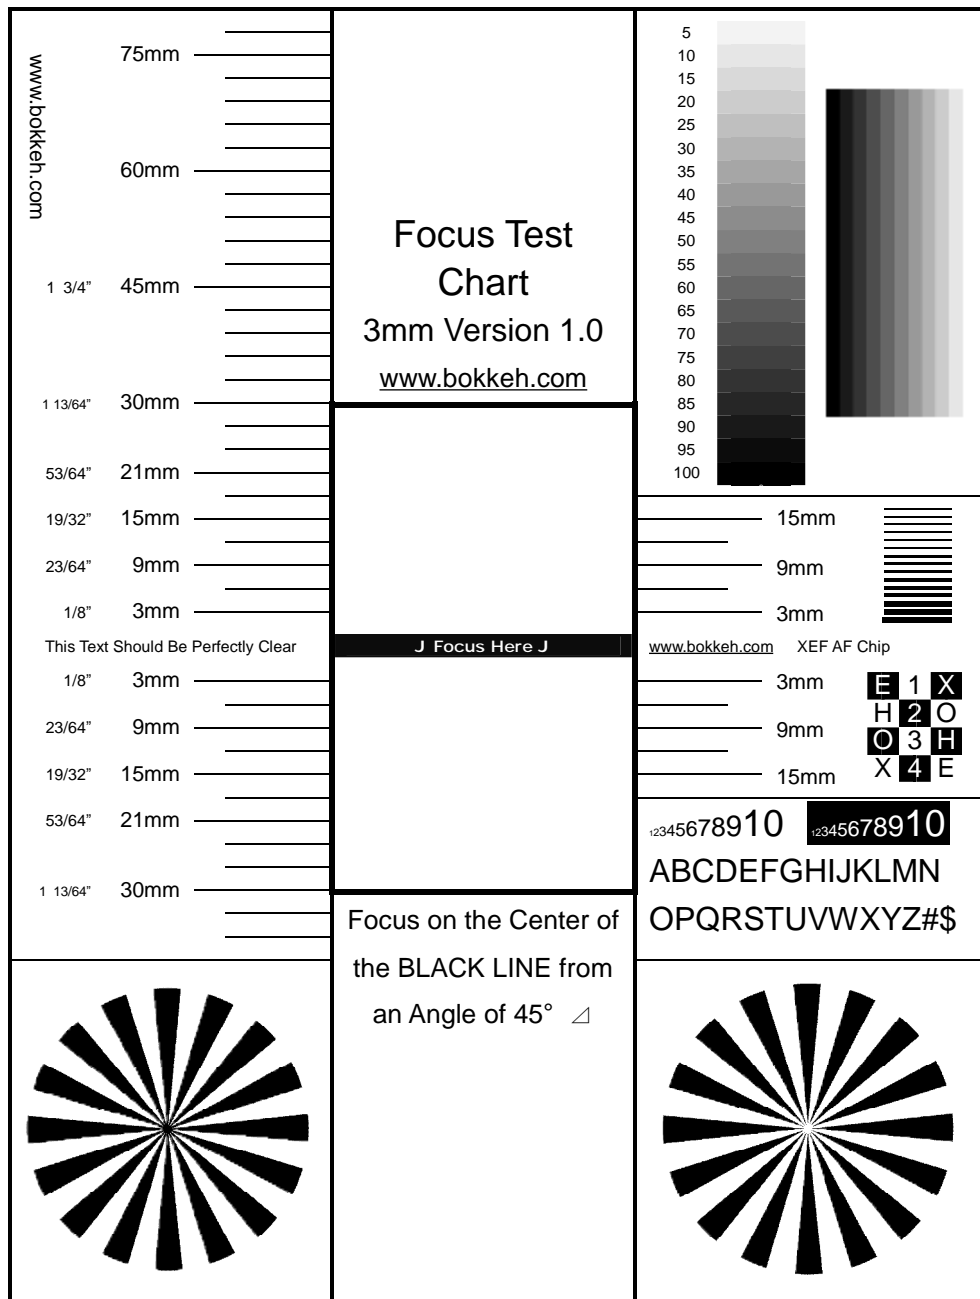 www.bokkeh.com
75mm
60mm
1 3/4” 45mm
1 13/64” 30mm
53/64” 21mm
19/32” 15mm
23/64” 9mm
1/8” 3mm
This Text Should Be Perfectly Clear
1/8” 3mm
23/64” 9mm
19/32” 15mm
53/64” 21mm
1 13/64” 30mm
Focus Test
Chart
3mm Version 1.0
www.bokkeh.com
J Focus Here J
Focus on the Center of
the BLACK LINE from
an Angle of 45° ⊿
5
10
15
20
25
30
35
40
45
50
55
60
65
70
75
80
85
90
95
100
15mm
9mm
3mm
www.bokkeh.com XEF AF Chip
3mm
9mm
15mm
E 1 X
H 2 O
O 3 H
X 4 E
12345678910 12345678910
ABCDEFGHIJKLMN
OPQRSTUVWXYZ#$